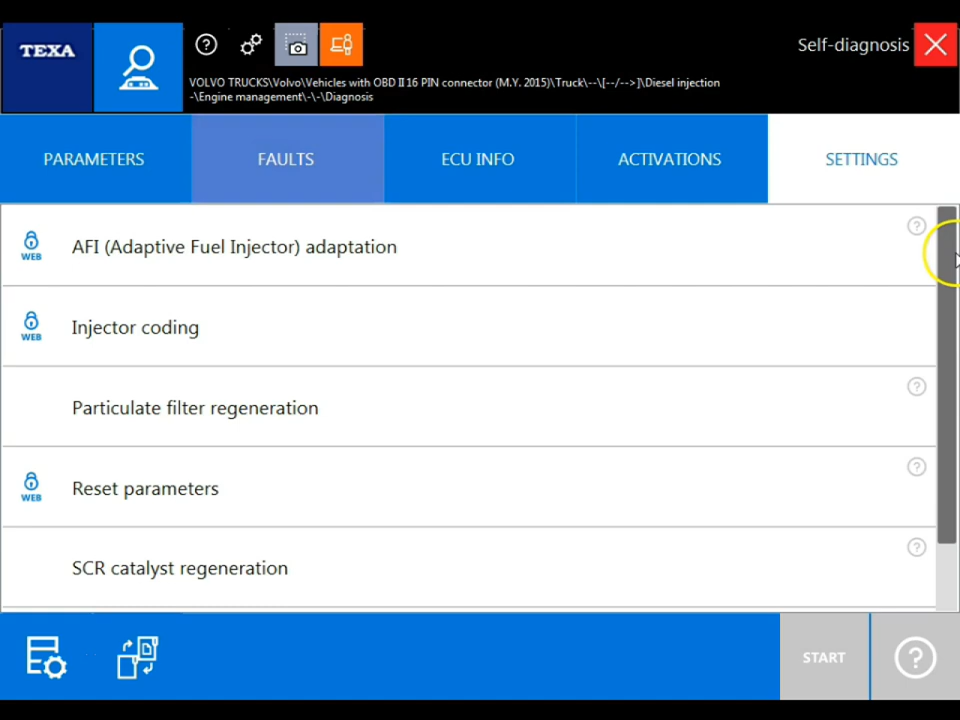 TEXA
Self-diagnosis
VOLVO TRUCKS\Volvo\Vehicles with OBD II 16 PIN connector (M.Y. 2015)\Truck\--\[--/-->]\Diesel injection
-\Engine management\-\-\Diagnosis
PARAMETERS
FAULTS
ECU INFO
ACTIVATIONS
SETTINGS
WEB
AFI (Adaptive Fuel Injector) adaptation
?
WEB
Injector coding
Particulate filter regeneration
?
WEB
Reset parameters
?
SCR catalyst regeneration
?
START
?